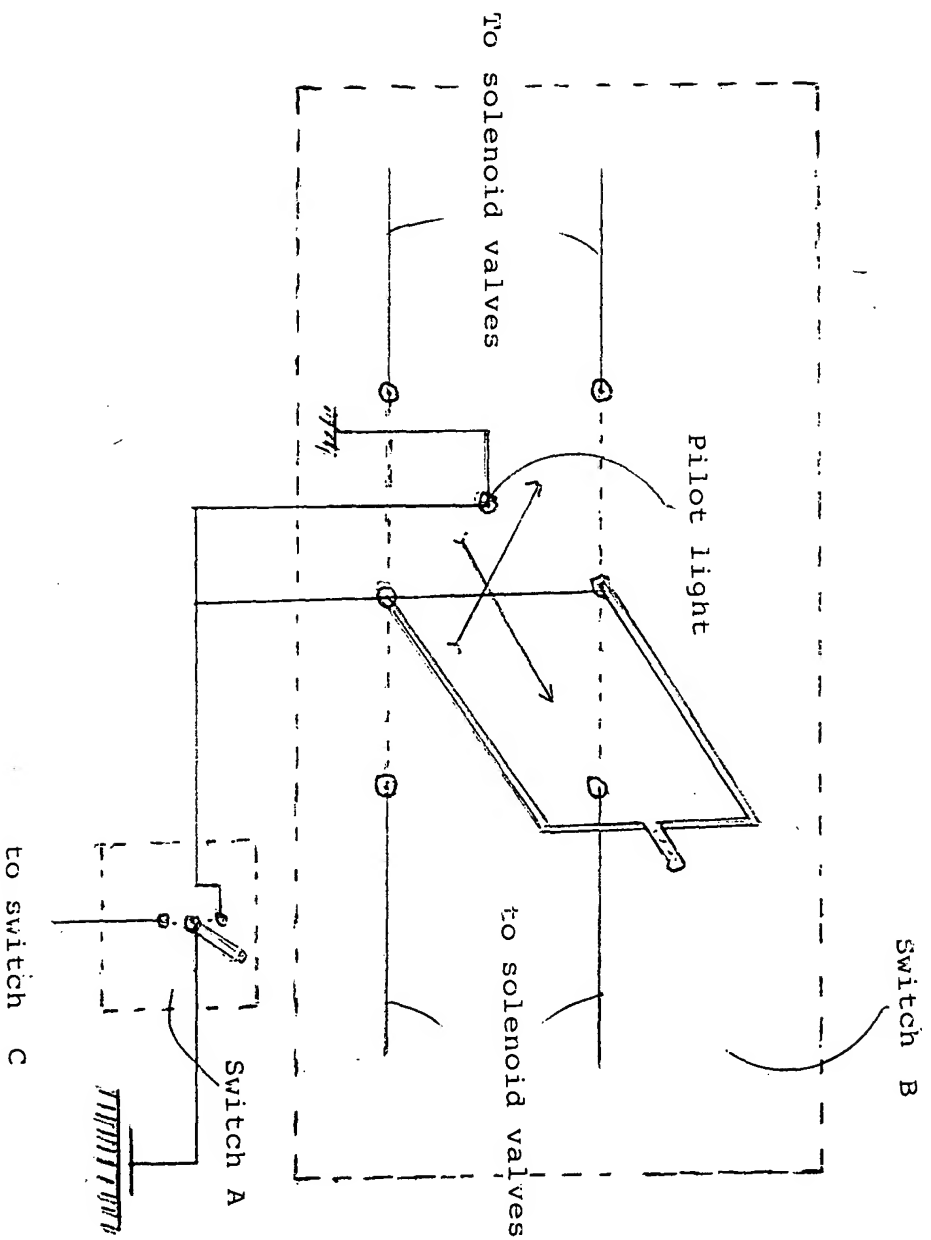 Switch B
Pilot light
To solenoid valves
to solenoid valves
Switch A
to switch C